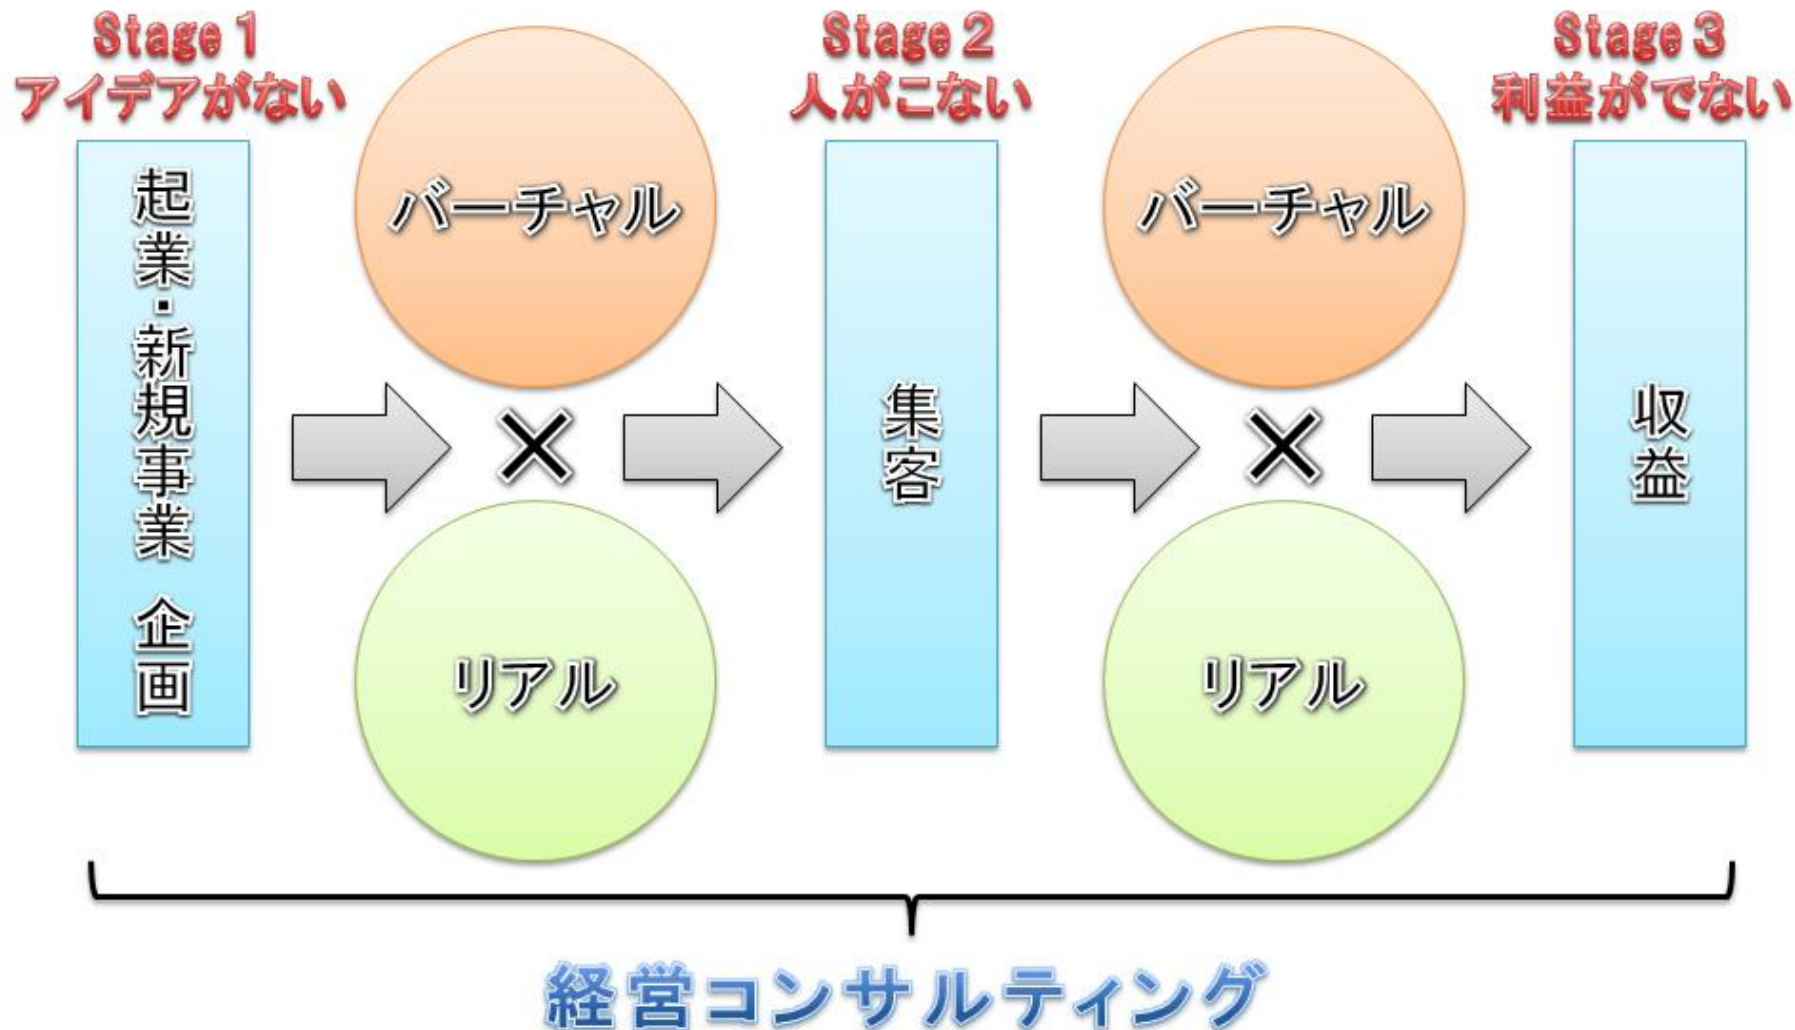 Stage 1
アイデアがない
起業・新規事業 企画
バーチャル
×
リアル
Stage 2
人がこない
集客
バーチャル
×
リアル
Stage 3
利益がでない
収益
経営コンサルティング